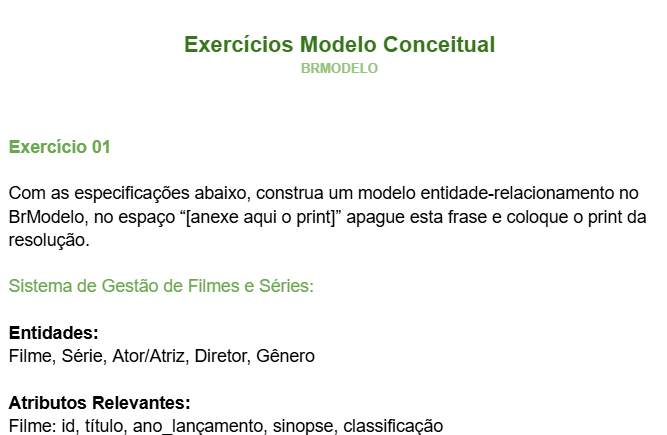 Exercícios Modelo Conceitual
BRMODELO
Exercício 01
Com as especificações abaixo, construa um modelo entidade-relacionamento no
BrModelo, no espaço “[anexe aqui o print]” apague esta frase e coloque o print da
resolução.
Sistema de Gestão de Filmes e Séries:
Entidades:
Filme, Série, Ator/Atriz, Diretor, Gênero
Atributos Relevantes:
Filme: id, título, ano_lançamento, sinopse, classificação